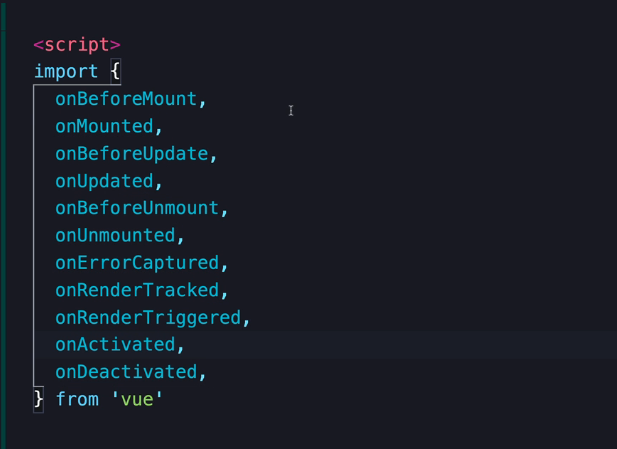 <script>
import {
onBeforeMount,
onMounted,
onBeforeUpdate,
onUpdated,
onBeforeUnmount,
onUnmounted,
onErrorCaptured,
onRenderTracked,
onRenderTriggered,
onActivated,
onDeactivated,
} from 'vue'